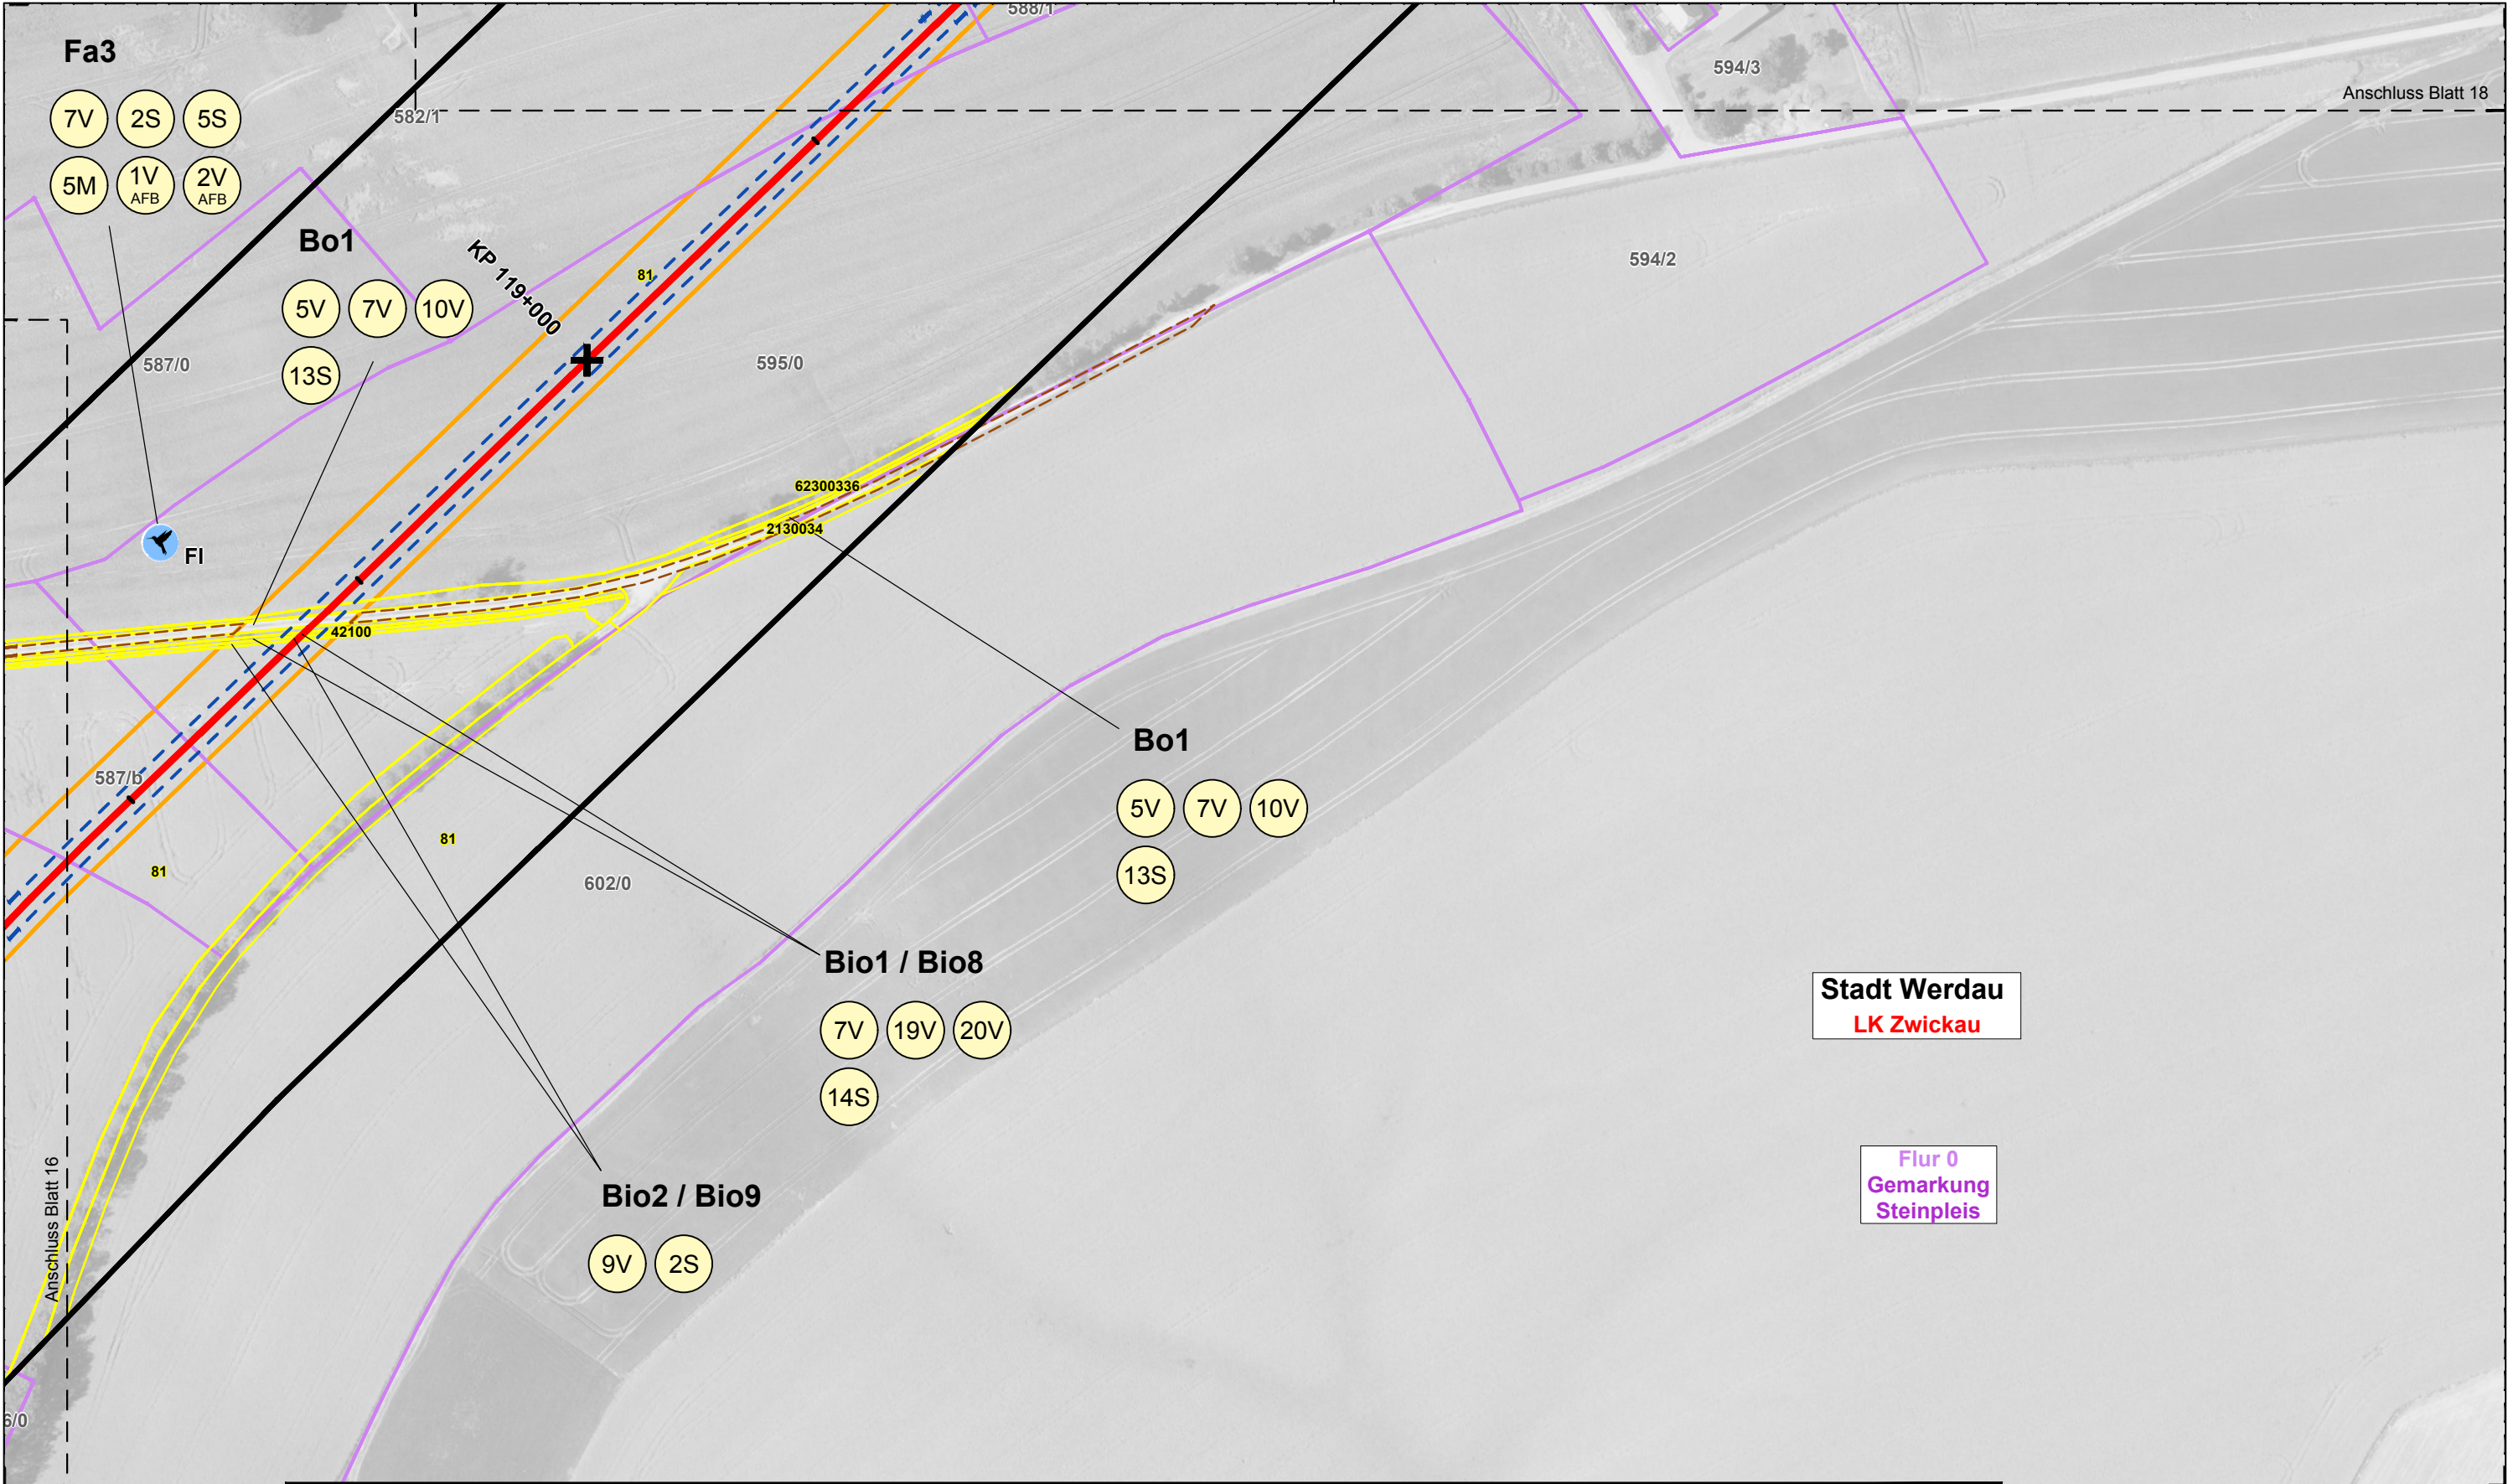 588/1
Fa3
594/3
Anschluss Blatt 18
7V 2S 5S
582/1
5M 1V AFB 2V AFB
Bo1
KP 119+000
594/2
81
5V 7V 10V
13S
587/0
595/0
62300336
2130034
Fl
42100
Bo1
587/b
5V 7V 10V
13S
81
81
602/0
Bio1 / Bio8
7V 19V 20V
14S
Stadt Werdau
LK Zwickau
Flur 0
Gemarkung
Steinpleis
Anschluss Blatt 16
Bio2 / Bio9
9V 2S
6/0